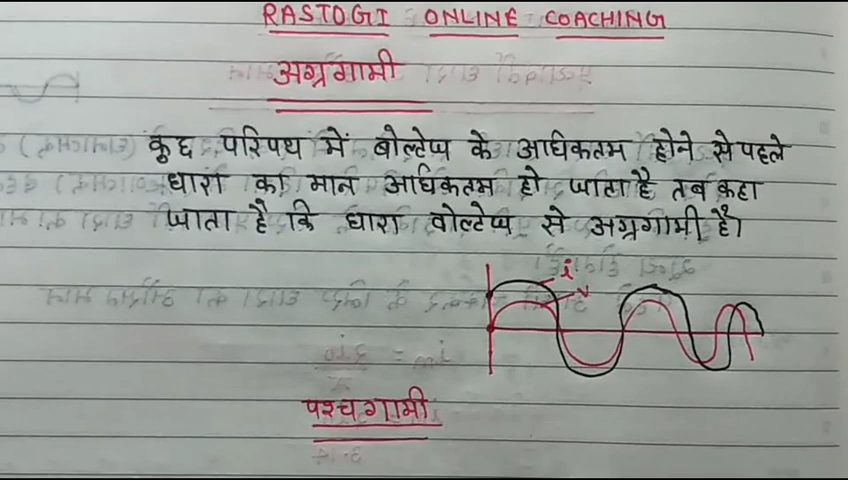 RASTOGI ONLINE COACHING
अग्रगामी
कुछ परिपथ में वोल्टेज के अधिकतम होने से पहले
धारा का मान अधिकतम हो जाता है तब कहा
जाता है कि धारा वोल्टेज से अग्रगामी है।
i
v
पश्चगामी